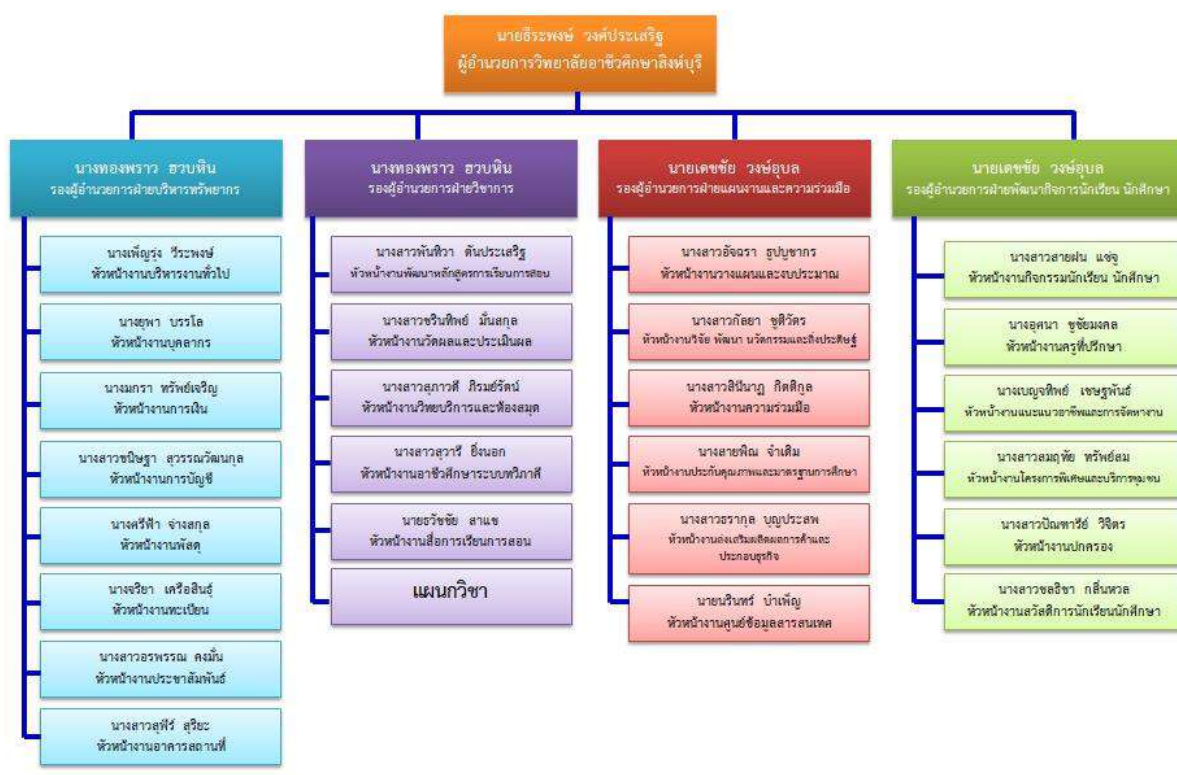 นายธีระพงษ์ วงศ์ประเสริฐ
ผู้อำนวยการวิทยาลัยอาชีวศึกษาสิงห์บุรี
นางทองพราว ฮวบหิน
รองผู้อำนวยการฝ่ายบริหารทรัพยากร
นางเพ็ญรุ่ง วีระพงษ์
หัวหน้างานบริหารงานทั่วไป
นางยุพา บรรโล
หัวหน้างานบุคลากร
นางมกรา ทรัพย์เจริญ
หัวหน้างานการเงิน
นางสาวขนิษฐา สุวรรณวัฒนกุล
หัวหน้างานการบัญชี
นางศรีฟ้า จ่างสกุล
หัวหน้างานพัสดุ
นางจริยา เครือสินธุ์
หัวหน้างานทะเบียน
นางสาวอรพรรณ คงมั่น
หัวหน้างานประชาสัมพันธ์
นางสาวสุพีร์ สุริยะ
หัวหน้างานอาคารสถานที่
นางทองพราว ฮวบหิน
รองผู้อำนวยการฝ่ายวิชาการ
นางสาวพันทิวา ตันประเสริฐ
หัวหน้างานพัฒนาหลักสูตรการเรียนการสอน
นางสาวชรินทิพย์ มั่นสกุล
หัวหน้างานวัดผลและประเมินผล
นางสาวสุภาวดี ภิรมย์รัตน์
หัวหน้างานวิทยบริการและห้องสมุด
นางสาวสุวารี ยิ่งนอก
หัวหน้างานอาชีวศึกษาระบบทวิภาคี
นายธวัชชัย ลาแซ
หัวหน้างานสื่อการเรียนการสอน
แผนกวิชา
นายเดชชัย วงษ์อุบล
รองผู้อำนวยการฝ่ายแผนงานและความร่วมมือ
นางสาวอัจฉรา ธูปบูชากร
หัวหน้างานวางแผนและงบประมาณ
นางสาวกัลยา ชูติวัตร
หัวหน้างานวิจัย พัฒนา นวัตกรรมและสิ่งประดิษฐ์
นางสาวสินีนาฏ กิตติกูล
หัวหน้างานความร่วมมือ
นางสายพิณ จำเดิม
หัวหน้างานประกันคุณภาพและมาตรฐานการศึกษา
นางสาวธรากุล บุญประสพ
หัวหน้างานส่งเสริมผลิตผลการค้าและ
ประกอบธุรกิจ
นายนรินทร์ บำเพ็ญ
หัวหน้างานศูนย์ข้อมูลสารสนเทศ
นายเดชชัย วงษ์อุบล
รองผู้อำนวยการฝ่ายพัฒนากิจการนักเรียน นักศึกษา
นางสาวสายฝน แซ่จู
หัวหน้างานกิจกรรมนักเรียน นักศึกษา
นางอุศนา ชูชัยมงคล
หัวหน้างานครูที่ปรึกษา
นางเบญจทิพย์ เชษฐพันธ์
หัวหน้างานแนะแนวอาชีพและการจัดหางาน
นางสาวสมฤทัย ทรัพย์สม
หัวหน้างานโครงการพิเศษและบริการชุมชน
นางสาวปัณฑารีย์ วิจิตร
หัวหน้างานปกครอง
นางสาวชลธิชา กลิ่นหวล
หัวหน้างานสวัสดิการนักเรียนนักศึกษา